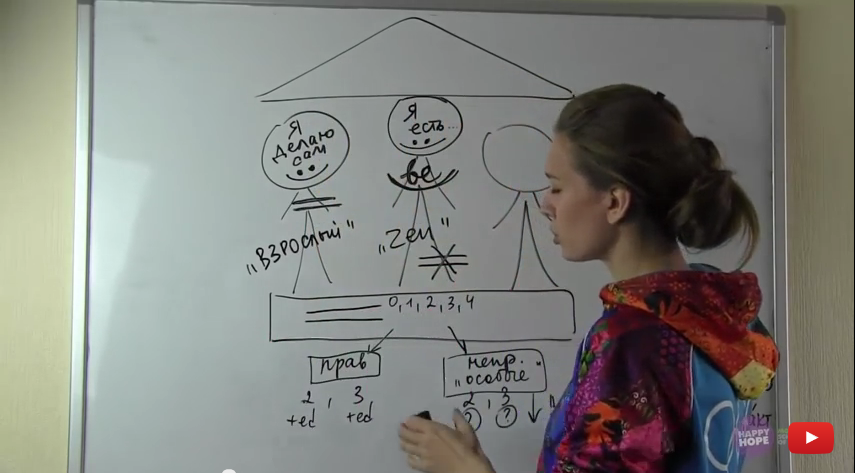 Я
делаю
сам
Я
есть...
be
"ВЗРОСЛЫЙ"
"Zen"
0, 1, 2, 3, 4
прав
непр.
"особые"
2, 3
+ed +ed
2, 3
? ?
HAPPY
HOPE